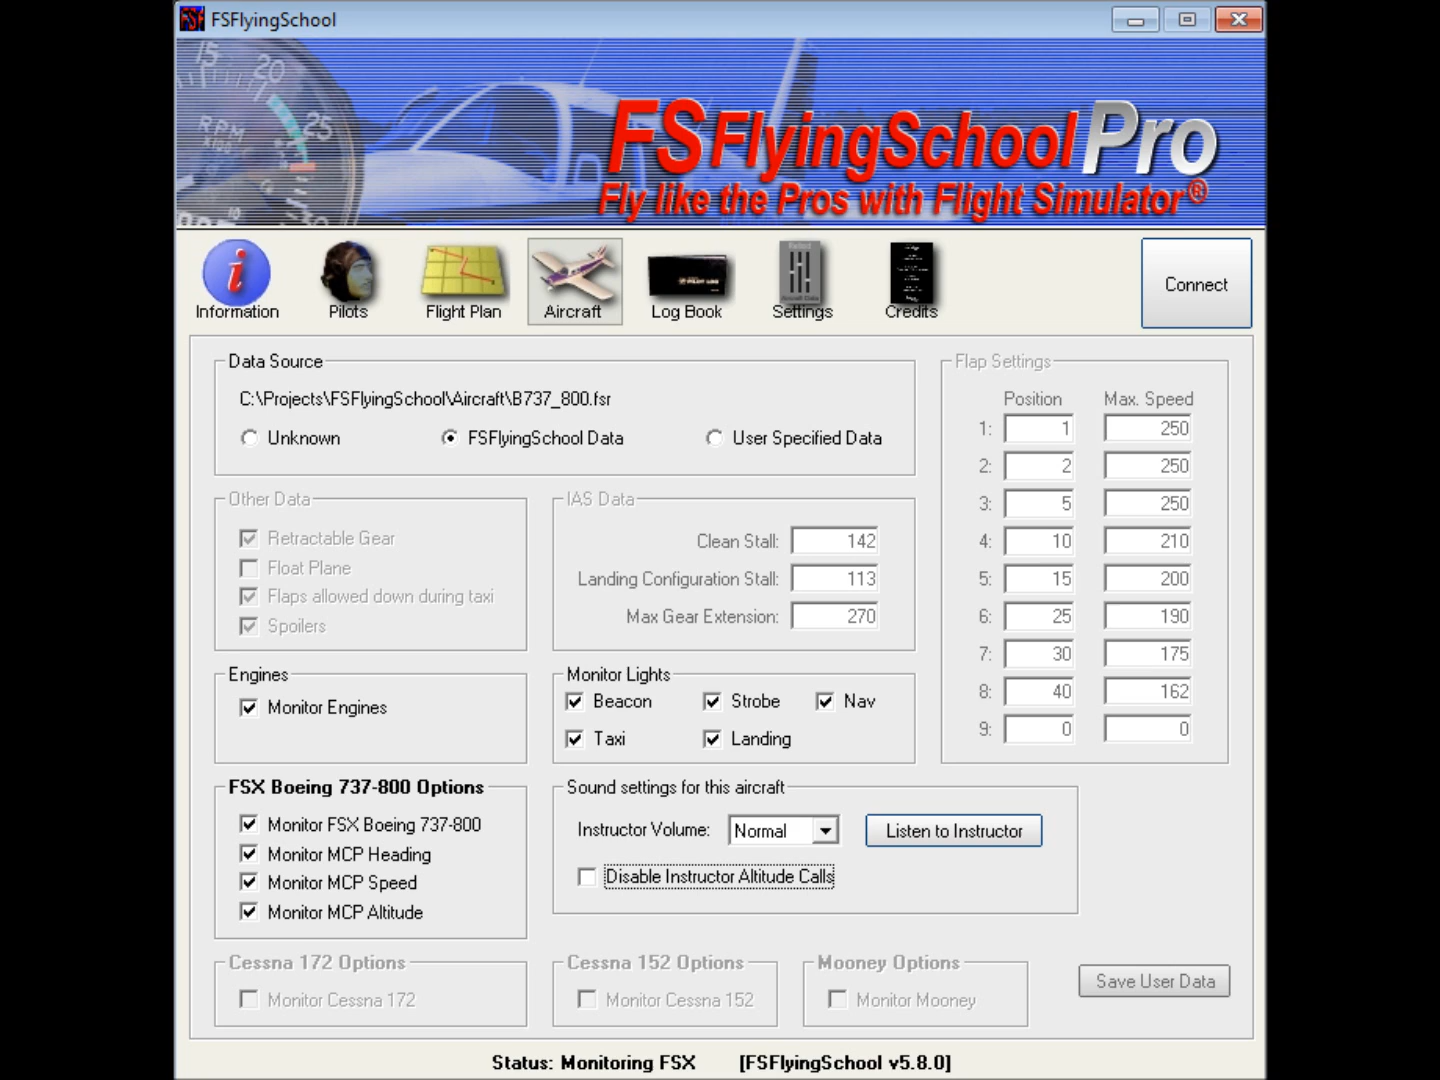 FSFlyingSchool
15 20 25
RPM
X100
FSFlyingSchool Pro
Fly like the Pros with Flight Simulator®
Information
Pilots
Flight Plan
Aircraft
Log Book
Settings
Credits
Connect
Data Source
C:\Projects\FSFlyingSchool\Aircraft\B737_800.fsr
Unknown
FSFlyingSchool Data
User Specified Data
Other Data
Retractable Gear
Float Plane
Flaps allowed down during taxi
Spoilers
IAS Data
Clean Stall: 142
Landing Configuration Stall: 113
Max Gear Extension: 270
Flap Settings
Position Max. Speed
1: 1 250
2: 2 250
3: 5 250
4: 10 210
5: 15 200
6: 25 190
7: 30 175
8: 40 162
9: 0 0
Engines
Monitor Engines
Monitor Lights
Beacon Strobe Nav
Taxi Landing
FSX Boeing 737-800 Options
Monitor FSX Boeing 737-800
Monitor MCP Heading
Monitor MCP Speed
Monitor MCP Altitude
Sound settings for this aircraft
Instructor Volume: Normal Listen to Instructor
Disable Instructor Altitude Calls
Cessna 172 Options
Monitor Cessna 172
Cessna 152 Options
Monitor Cessna 152
Mooney Options
Monitor Mooney
Save User Data
Status: Monitoring FSX [FSFlyingSchool v5.8.0]